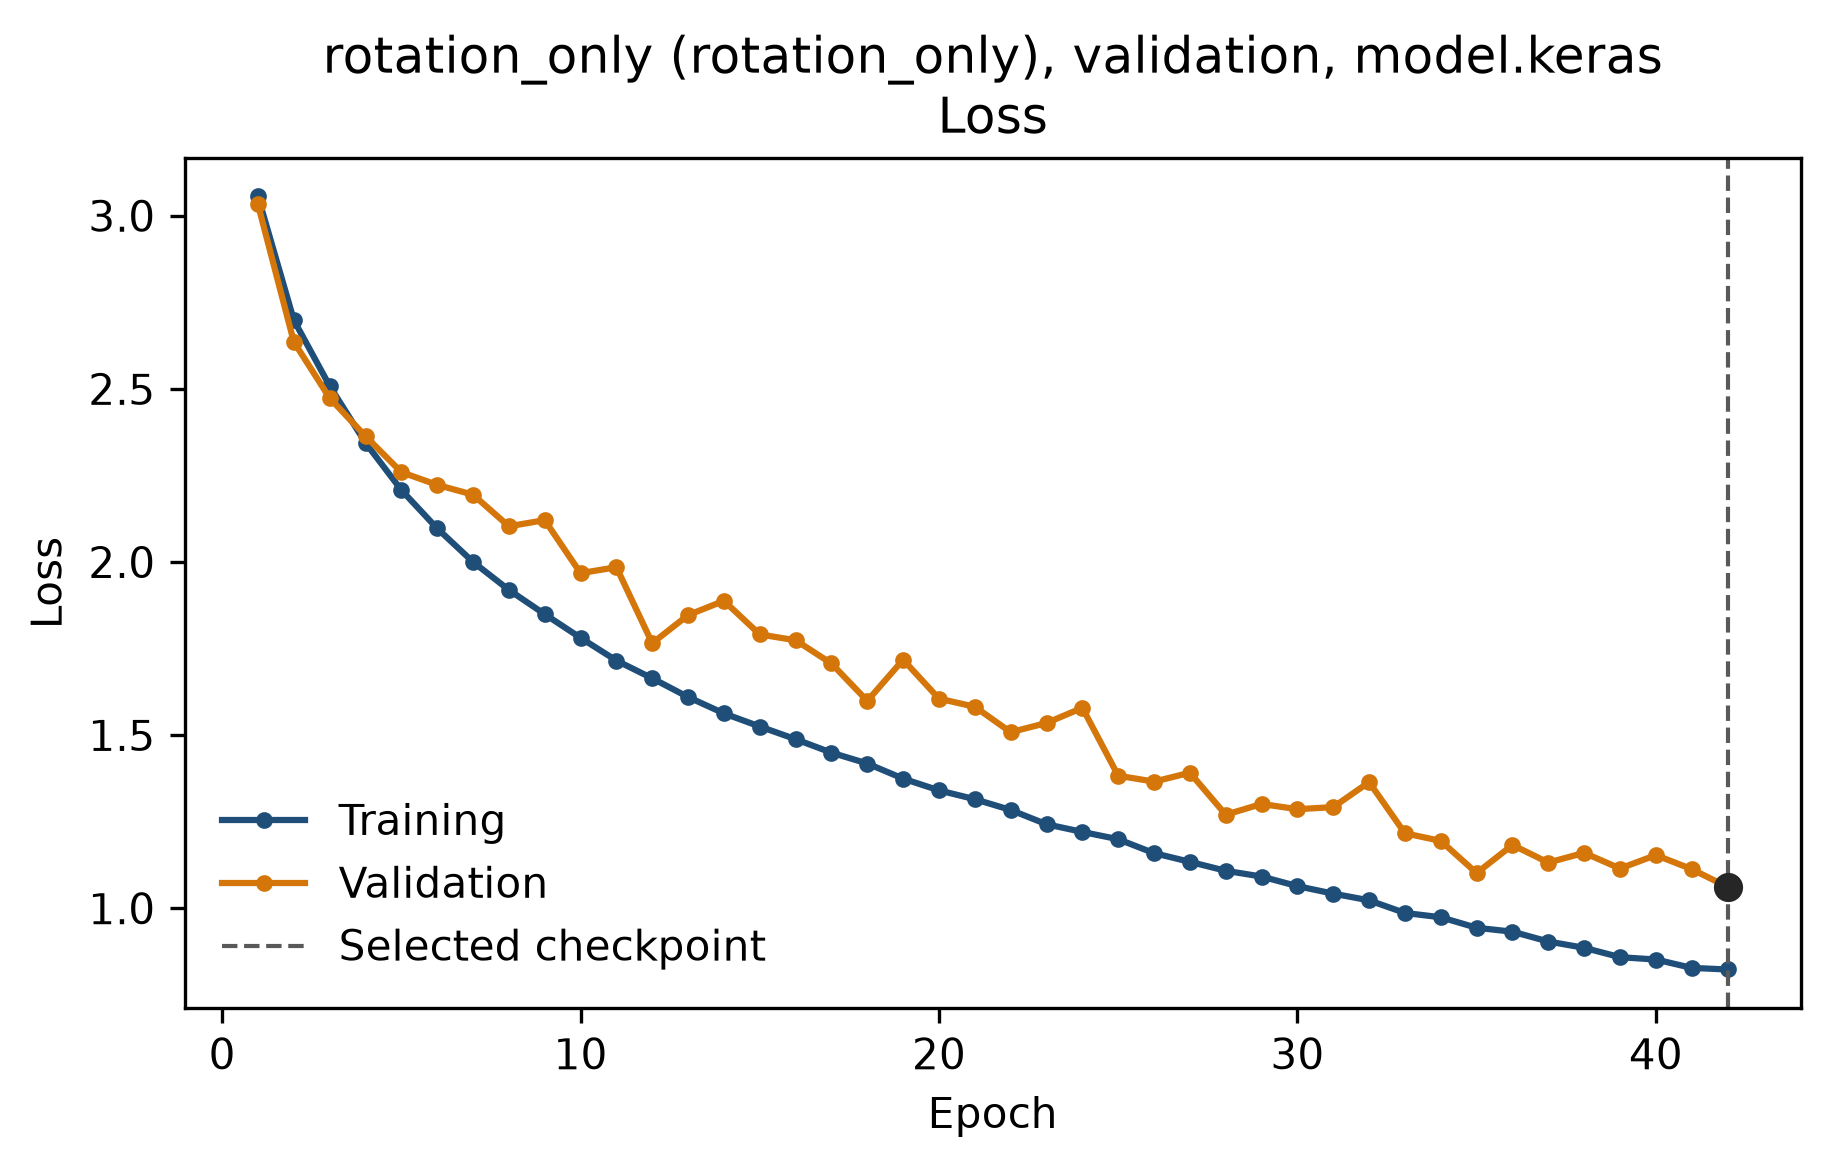 rotation_only (rotation_only), validation, model.keras
Loss
Loss
3.0
2.5
2.0
1.5
1.0
Training
Validation
Selected checkpoint
0 10 20 30 40
Epoch